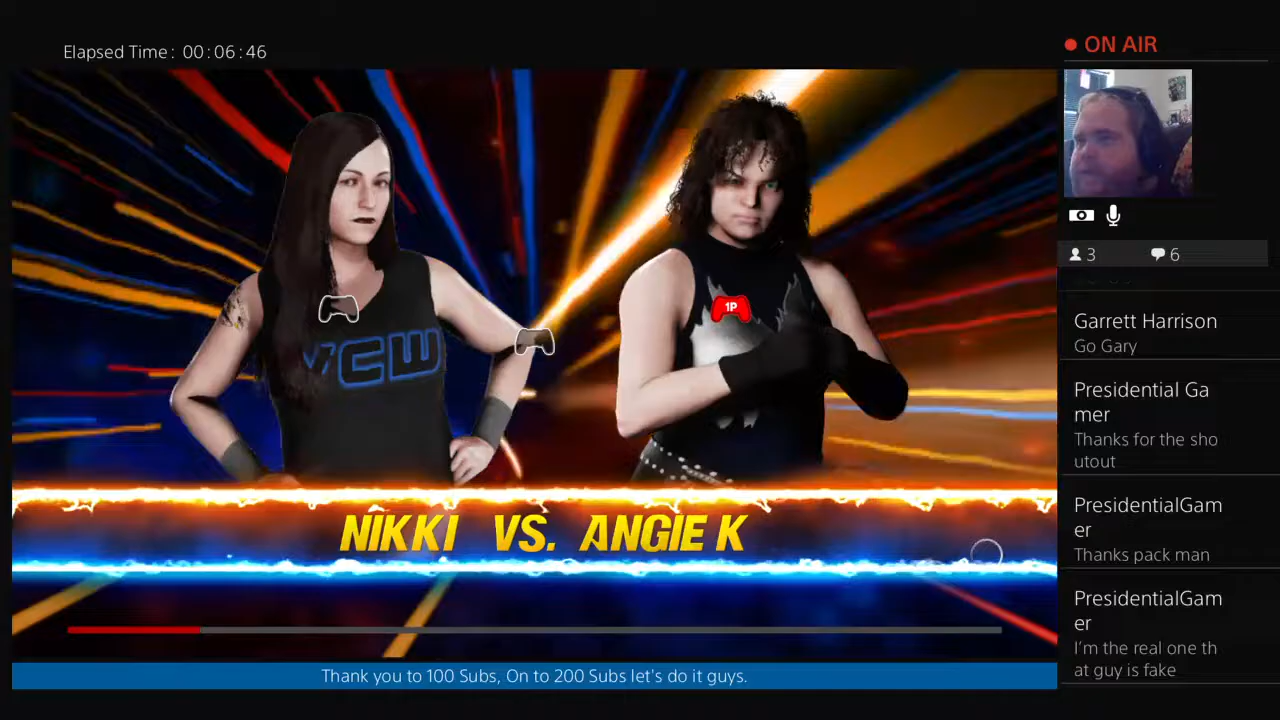 Elapsed Time: 00:06:46
ON AIR
3 6
Garrett Harrison
Go Gary
Presidential Ga
mer
Thanks for the sho
utout
PresidentialGam
er
Thanks pack man
PresidentialGam
er
I'm the real one th
at guy is fake
1P
CW
NIKKI VS. ANGIE K
Thank you to 100 Subs, On to 200 Subs let's do it guys.